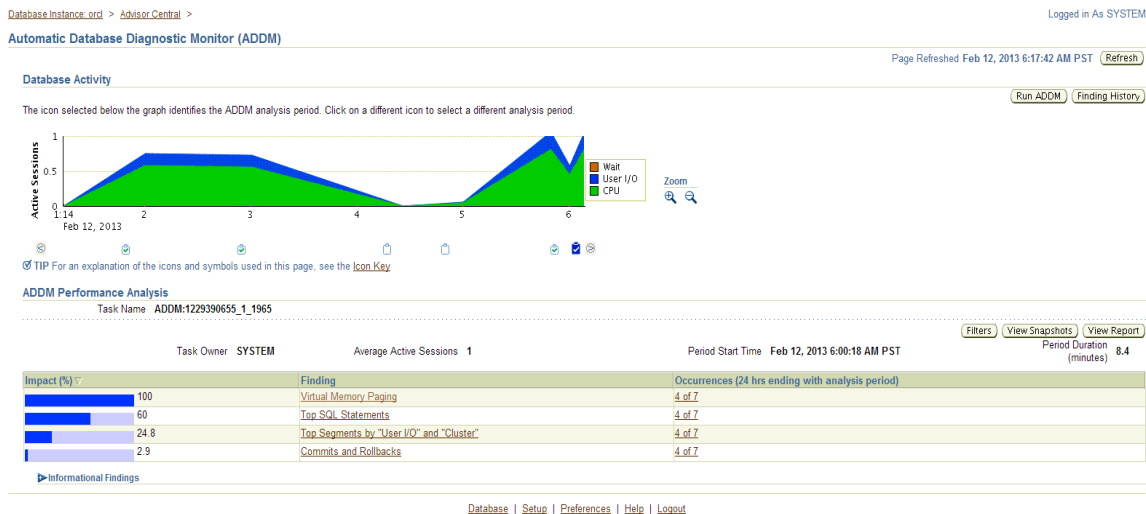 Database Instance: orcl > Advisor Central >
Logged in As SYSTEM
Automatic Database Diagnostic Monitor (ADDM)
Page Refreshed Feb 12, 2013 6:17:42 AM PST Refresh
Database Activity
Run ADDM Finding History
The icon selected below the graph identifies the ADDM analysis period. Click on a different icon to select a different analysis period.
Active Sessions
1
0.5
0
1:14 2 3 4 5 6
Feb 12, 2013
Wait
User I/O
CPU
Zoom
TIP For an explanation of the icons and symbols used in this page, see the Icon Key
ADDM Performance Analysis
Task Name ADDM:1229390655_1_1965
Filters View Snapshots View Report
Task Owner SYSTEM Average Active Sessions 1 Period Start Time Feb 12, 2013 6:00:18 AM PST Period Duration (minutes) 8.4
Impact (%) Finding Occurrences (24 hrs ending with analysis period)
100 Virtual Memory Paging 4 of 7
60 Top SQL Statements 4 of 7
24.8 Top Segments by "User I/O" and "Cluster" 4 of 7
2.9 Commits and Rollbacks 4 of 7
Informational Findings
Database | Setup | Preferences | Help | Logout